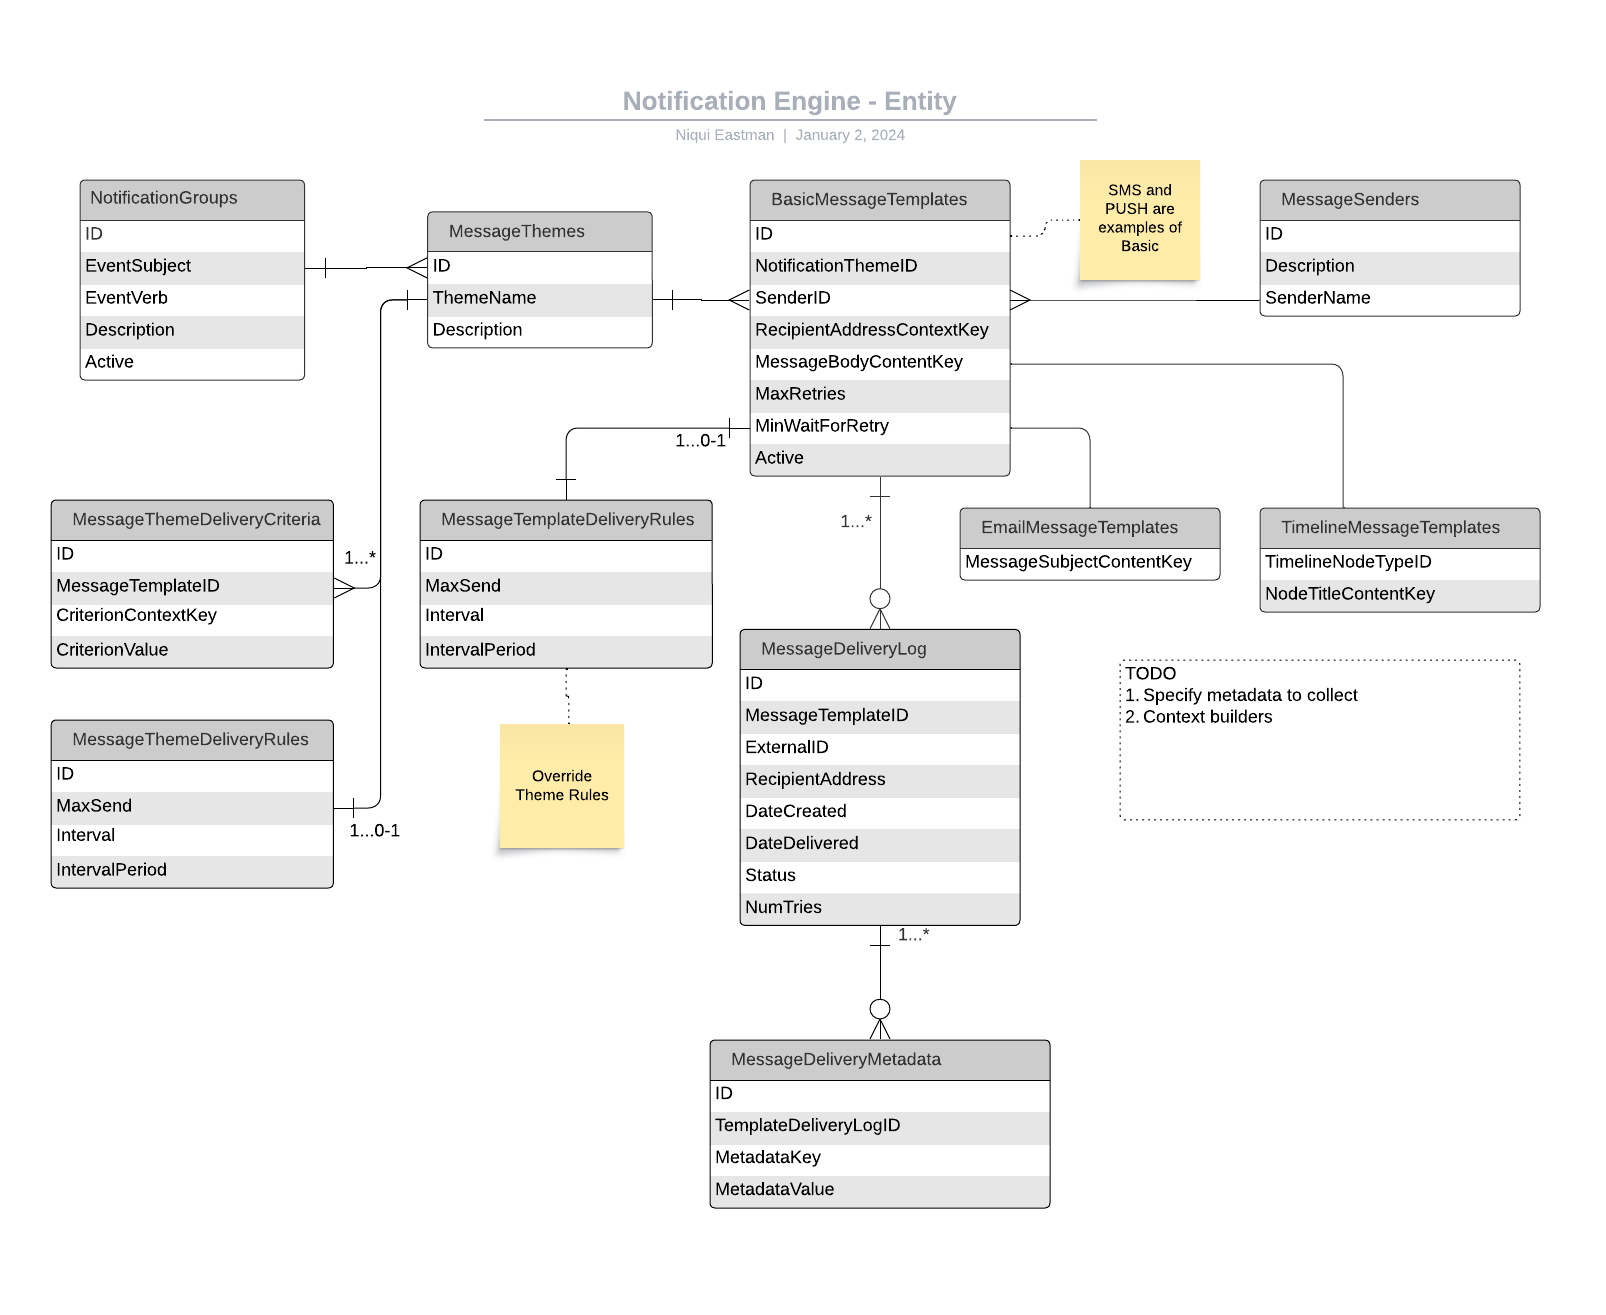 Notification Engine - Entity
Niqui Eastman | January 2, 2024
NotificationGroups
ID
EventSubject
EventVerb
Description
Active
MessageThemes
ID
ThemeName
Description
BasicMessageTemplates
ID
NotificationThemeID
SenderID
RecipientAddressContextKey
MessageBodyContentKey
MaxRetries
MinWaitForRetry
Active
SMS and
PUSH are
examples of
Basic
MessageSenders
ID
Description
SenderName
1...0-1
1...*
MessageThemeDeliveryCriteria
ID
MessageTemplateID
CriterionContextKey
CriterionValue
1...*
MessageTemplateDeliveryRules
ID
MaxSend
Interval
IntervalPeriod
EmailMessageTemplates
MessageSubjectContentKey
TimelineMessageTemplates
TimelineNodeTypeID
NodeTitleContentKey
MessageThemeDeliveryRules
ID
MaxSend
Interval
IntervalPeriod
1...0-1
Override
Theme Rules
MessageDeliveryLog
ID
MessageTemplateID
ExternalID
RecipientAddress
DateCreated
DateDelivered
Status
NumTries
TODO
1. Specify metadata to collect
2. Context builders
1...*
MessageDeliveryMetadata
ID
TemplateDeliveryLogID
MetadataKey
MetadataValue